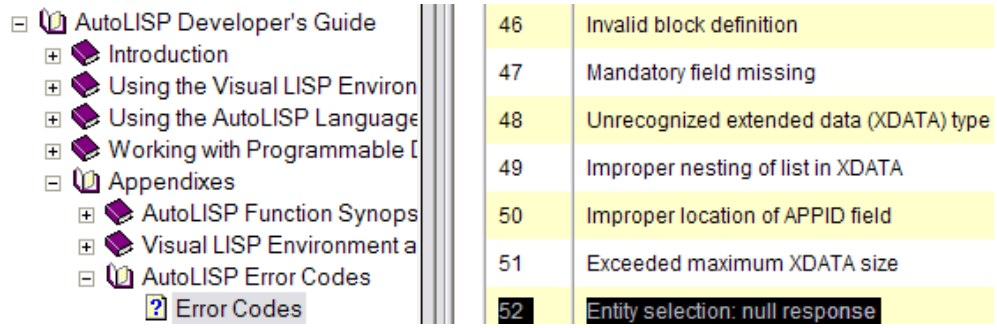 AutoLISP Developer's Guide
Introduction
Using the Visual LISP Environ
Using the AutoLISP Language
Working with Programmable
Appendixes
AutoLISP Function Synops
Visual LISP Environment a
AutoLISP Error Codes
Error Codes
46 Invalid block definition
47 Mandatory field missing
48 Unrecognized extended data (XDATA) type
49 Improper nesting of list in XDATA
50 Improper location of APPID field
51 Exceeded maximum XDATA size
52 Entity selection: null response